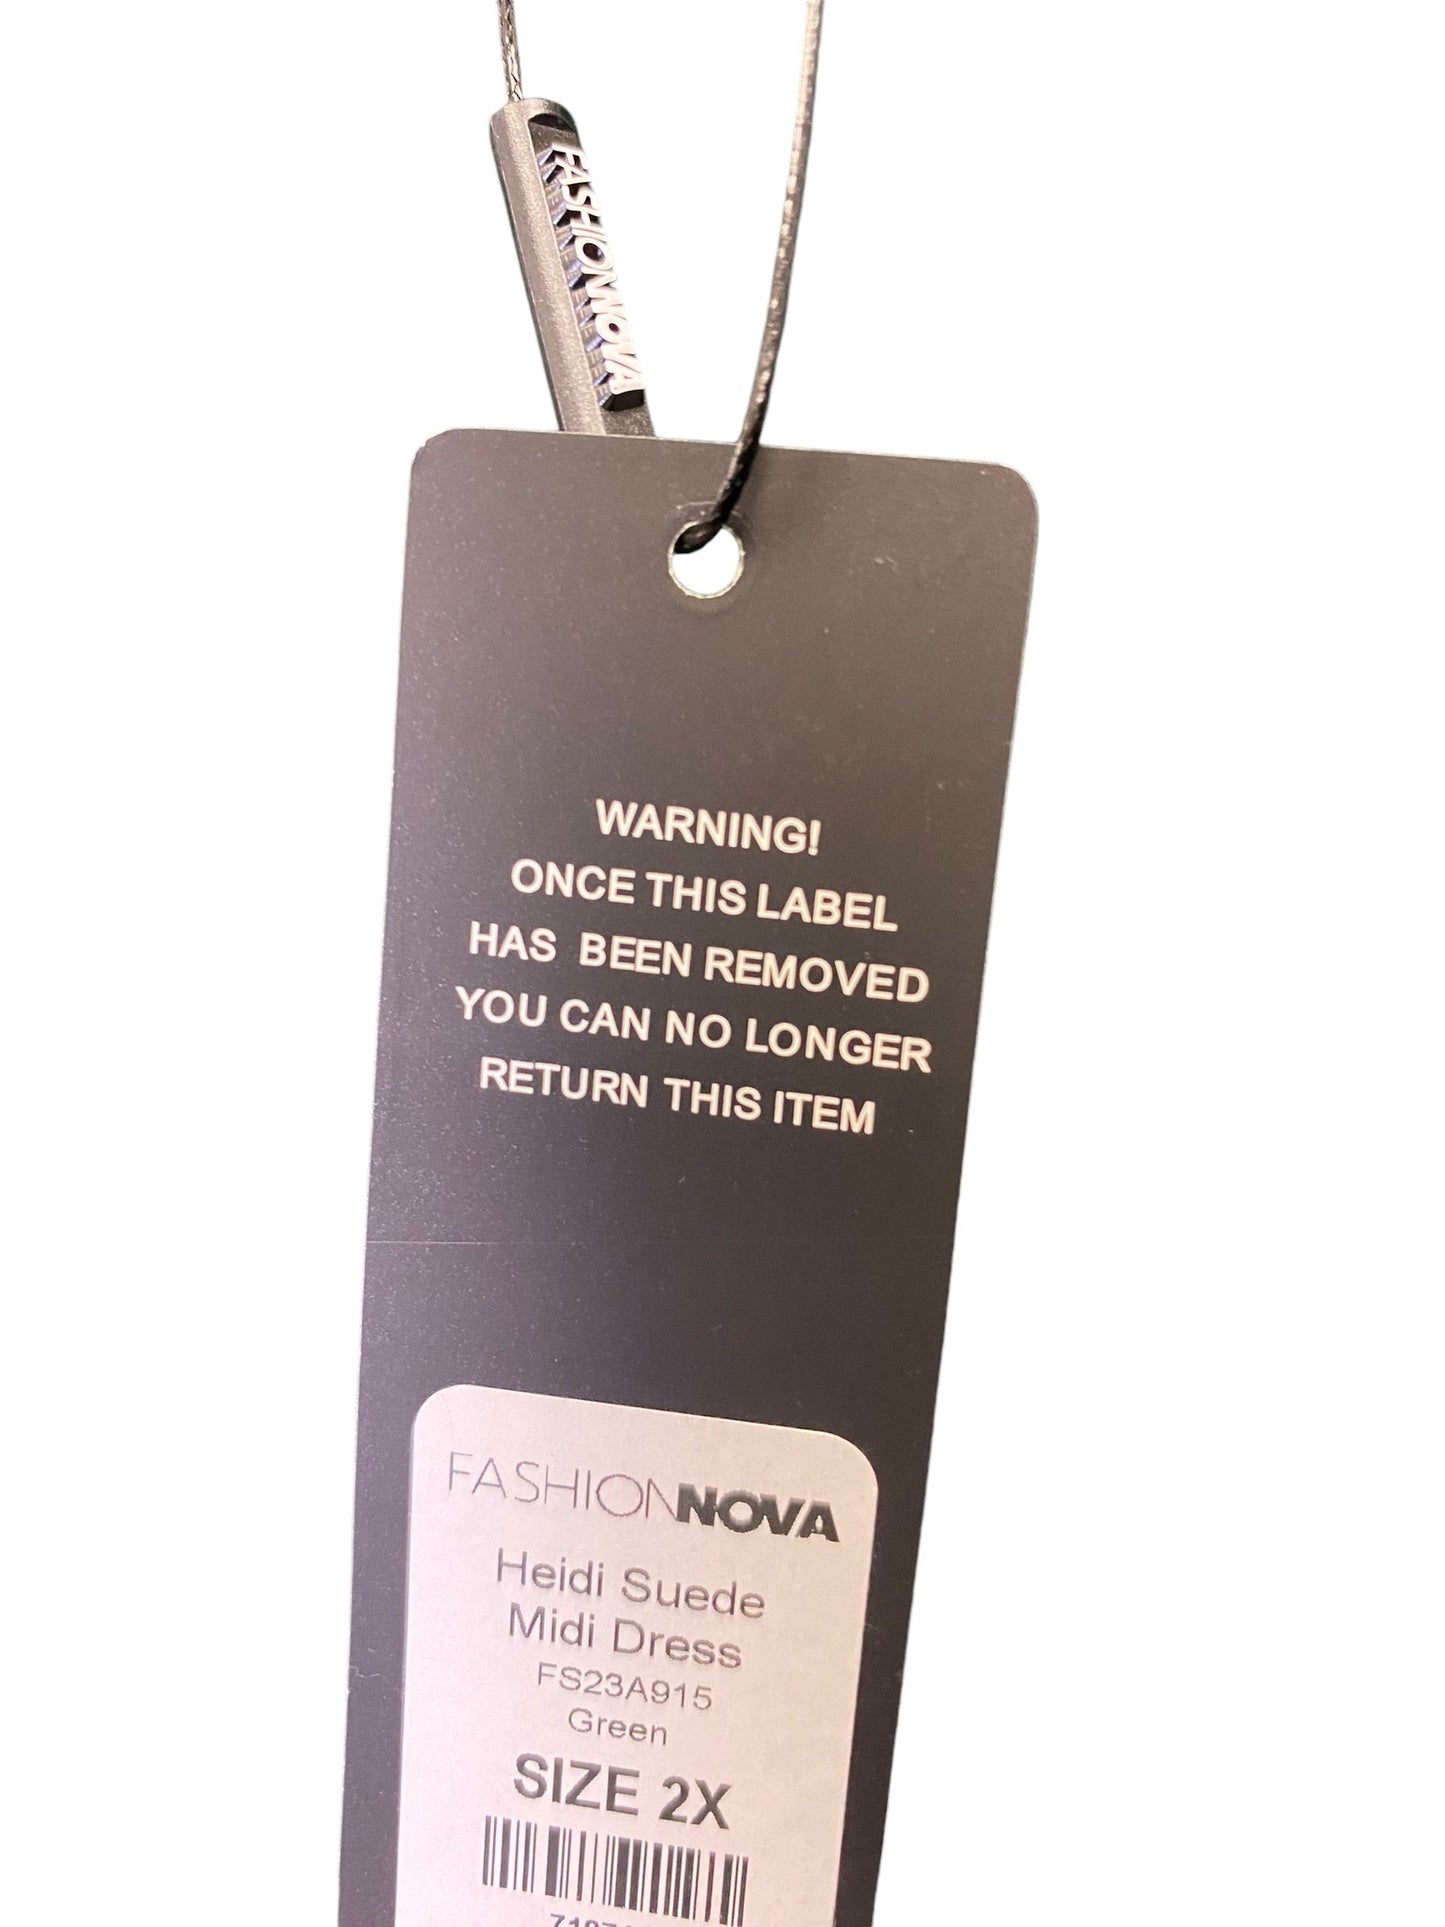 FASHIONNOVA
WARNING!
ONCE THIS LABEL
HAS BEEN REMOVED
YOU CAN NO LONGER
RETURN THIS ITEM
FASHIONNOVA
Heidi Suede
Midi Dress
FS23A915
Green
SIZE 2X